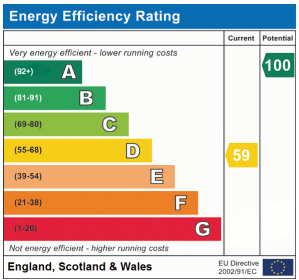 Energy Efficiency Rating
Current Potential
Very energy efficient - lower running costs
(92+) A
100
(81-91) B
(69-80) C
(55-68) D
59
(39-54) E
(21-38) F
(1-20) G
Not energy efficient - higher running costs
England, Scotland & Wales
EU Directive
2002/91/EC